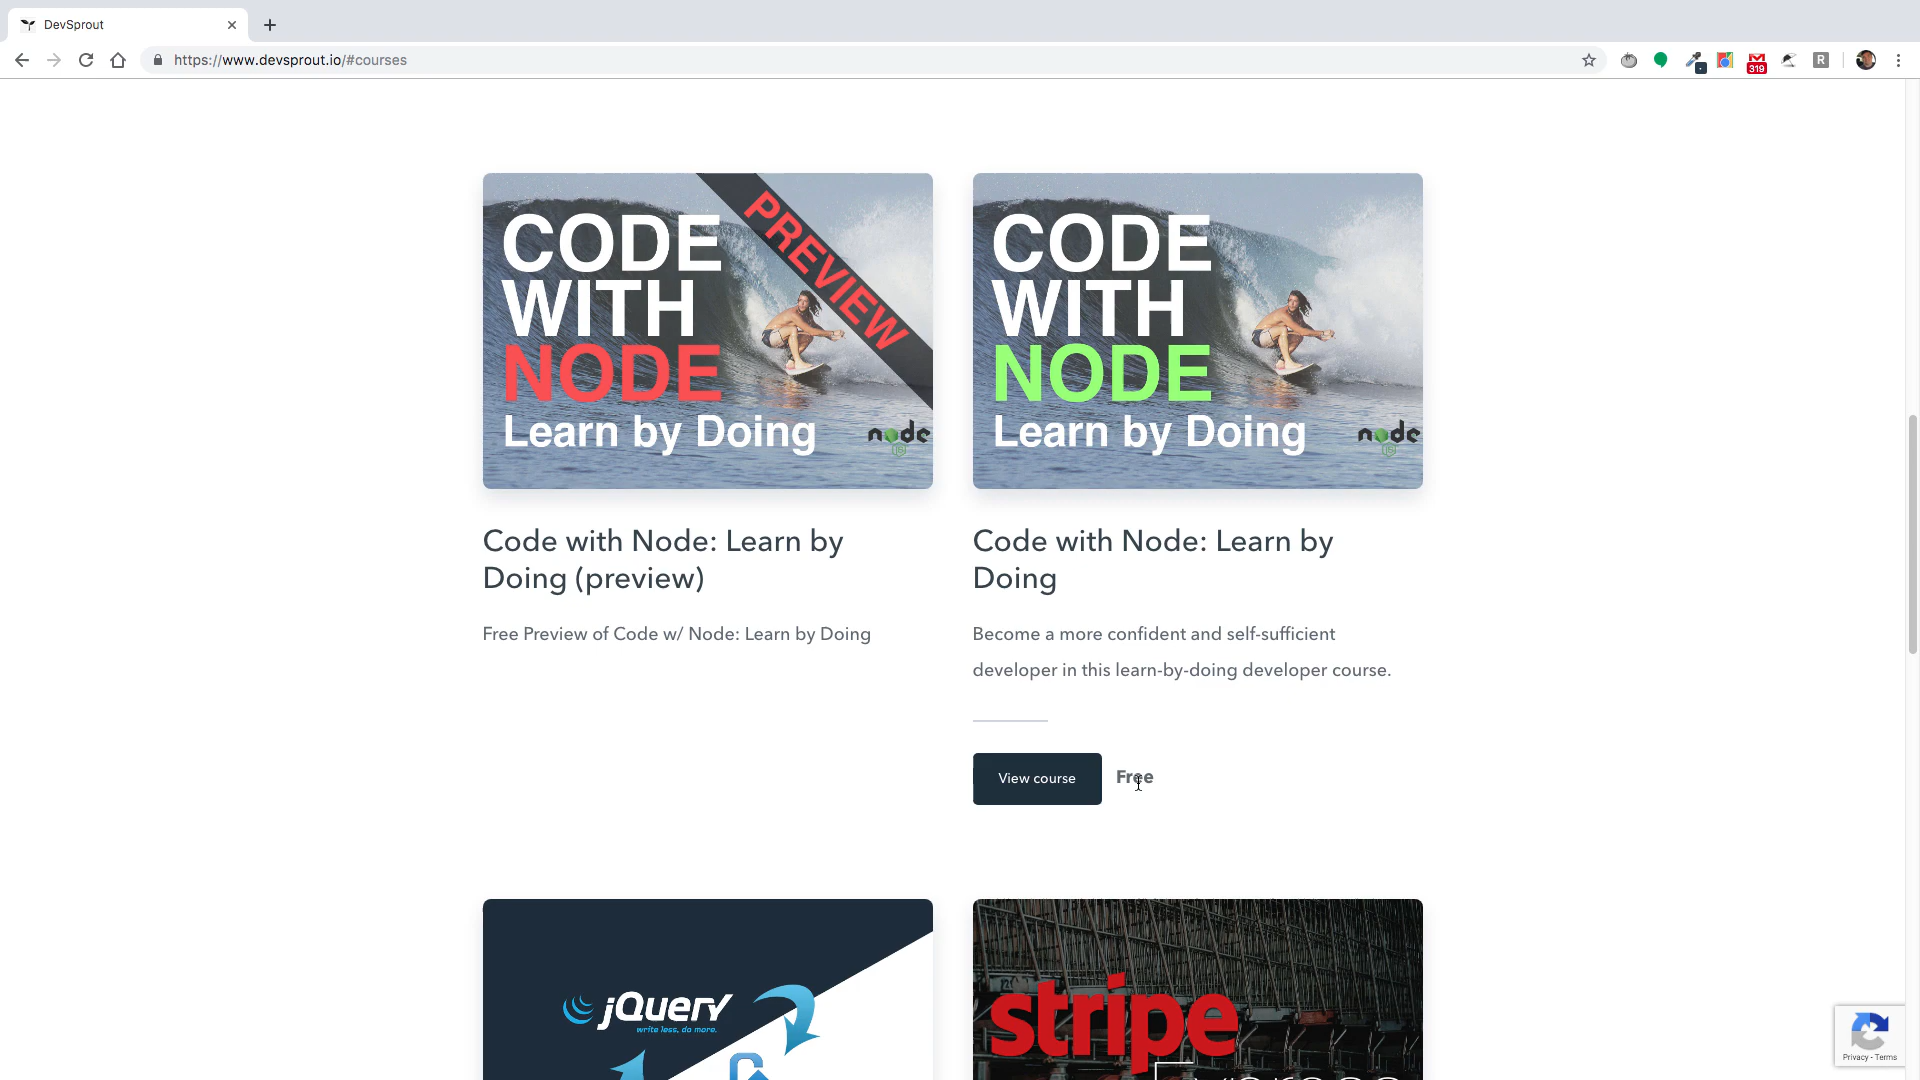 DevSprout
https://www.devsprout.io/#courses
319
R
CODE
WITH
NODE
Learn by Doing
PREVIEW
node
JS
CODE
WITH
NODE
Learn by Doing
node
JS
Code with Node: Learn by
Doing (preview)
Free Preview of Code w/ Node: Learn by Doing
Code with Node: Learn by
Doing
Become a more confident and self-sufficient
developer in this learn-by-doing developer course.
View course
Free
jQuery
write less, do more.
stripe
Privacy - Terms